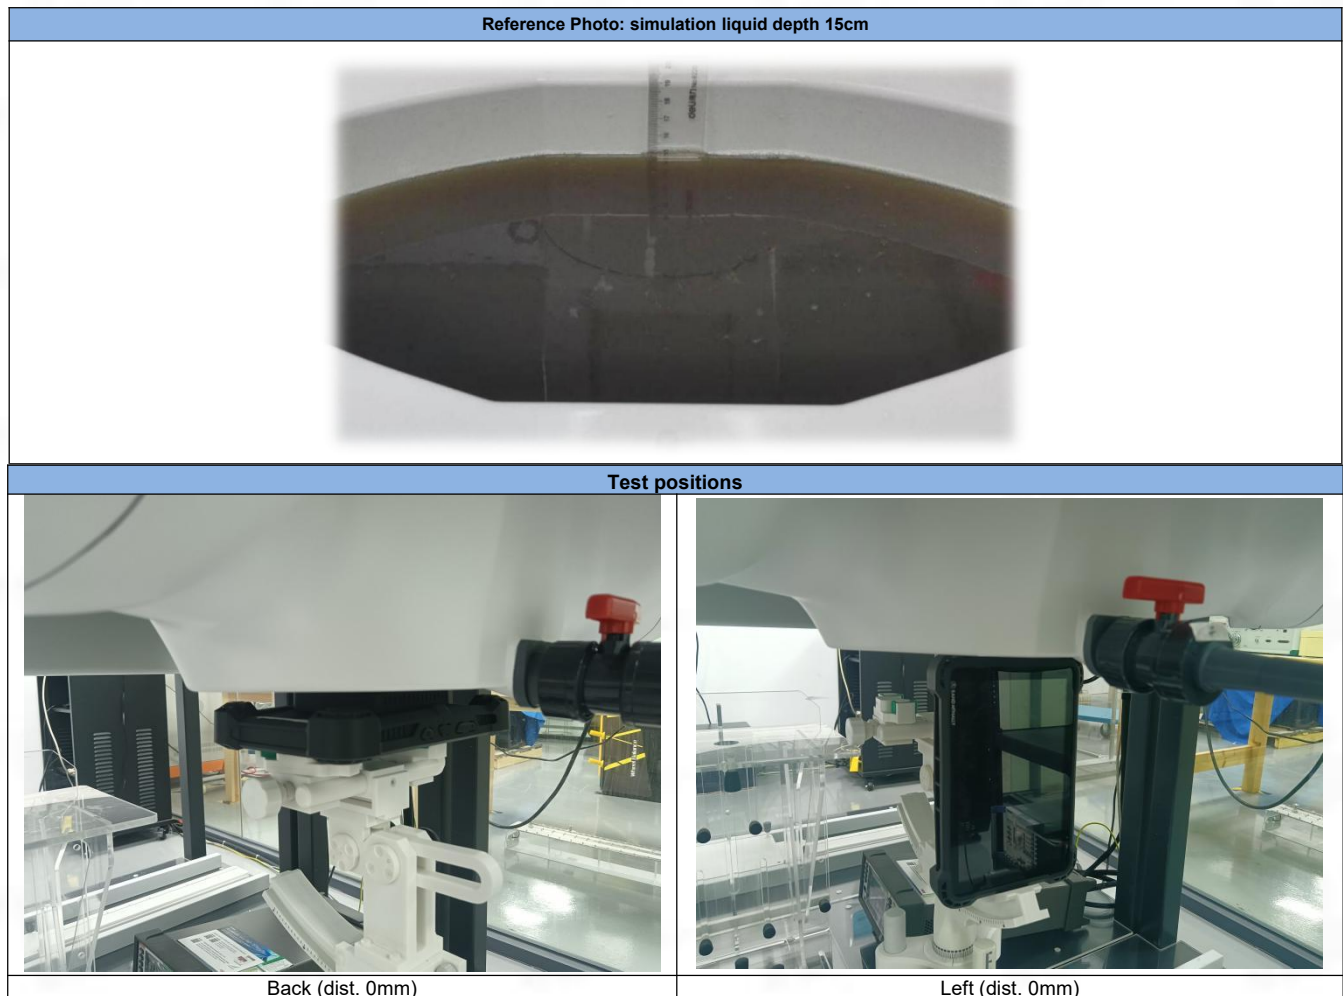 Reference Photo: simulation liquid depth 15cm
Test positions
Back (dist. 0mm)
Left (dist. 0mm)